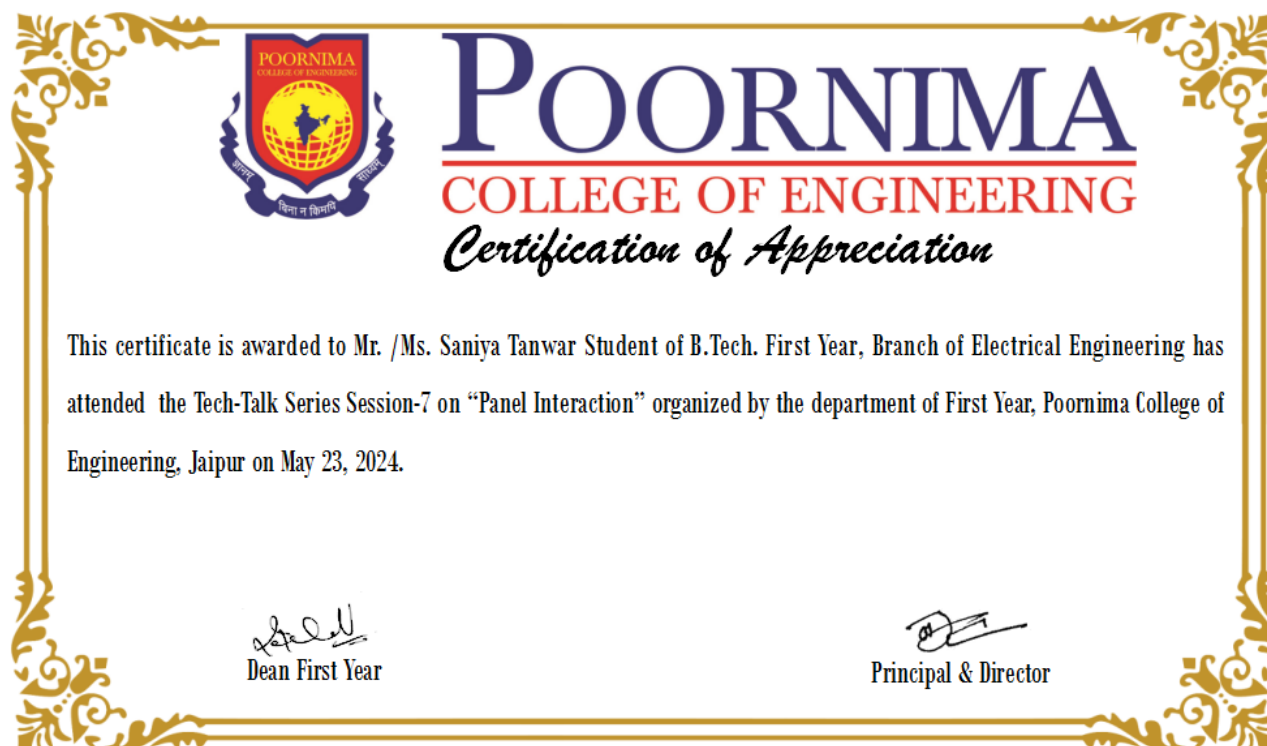 POORNIMA
COLLEGE OF ENGINEERING
ज्ञानम्
विना न किमपि
साध्यम्
POORNIMA
COLLEGE OF ENGINEERING
Certification of Appreciation
This certificate is awarded to Mr. /Ms. Saniya Tanwar Student of B.Tech. First Year, Branch of Electrical Engineering has
attended the Tech-Talk Series Session-7 on “Panel Interaction” organized by the department of First Year, Poornima College of
Engineering, Jaipur on May 23, 2024.
Dean First Year
Principal & Director